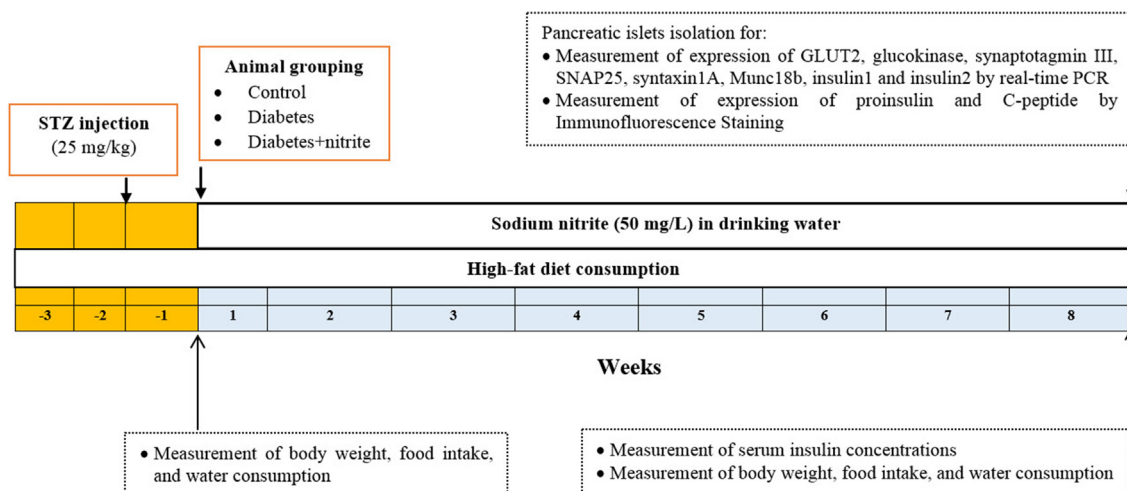 Pancreatic islets isolation for:
• Measurement of expression of GLUT2, glucokinase, synaptotagmin III,
SNAP25, syntaxin1A, Munc18b, insulin1 and insulin2 by real-time PCR
• Measurement of expression of proinsulin and C-peptide by
Immunofluorescence Staining
Animal grouping
• Control
• Diabetes
• Diabetes+nitrite
STZ injection
(25 mg/kg)
Sodium nitrite (50 mg/L) in drinking water
High-fat diet consumption
-3 -2 -1 1 2 3 4 5 6 7 8
Weeks
• Measurement of body weight, food intake,
and water consumption
• Measurement of serum insulin concentrations
• Measurement of body weight, food intake, and water consumption